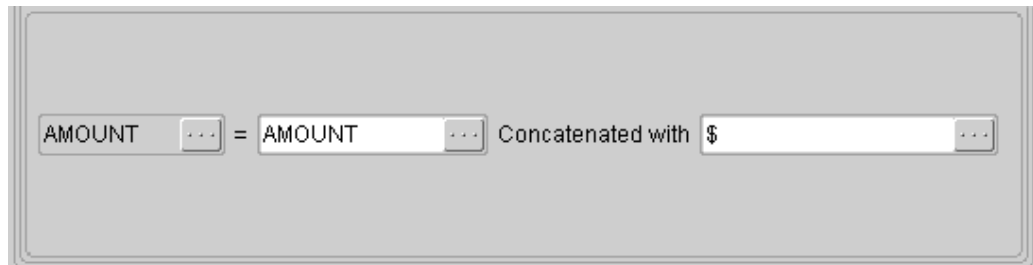 AMOUNT ... = AMOUNT ... Concatenated with $ ...